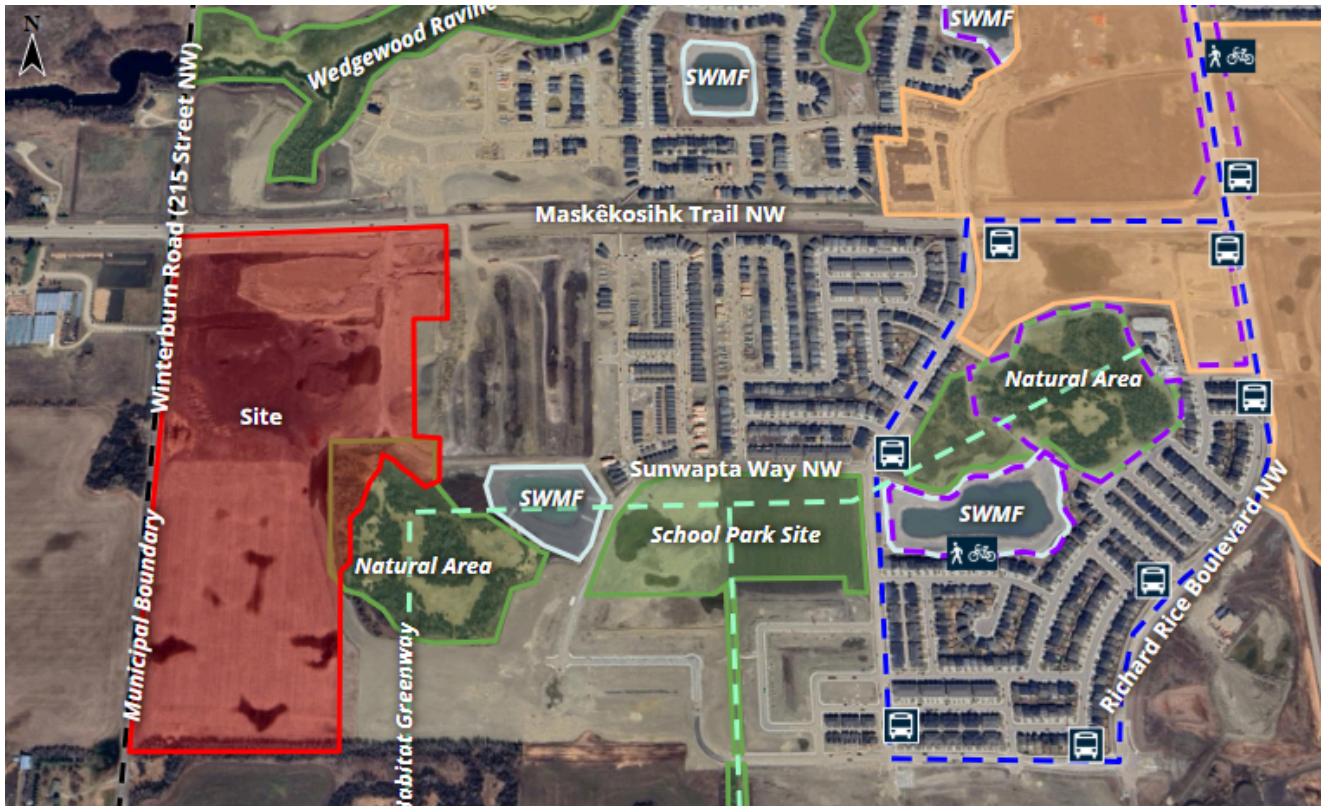 N
Wedgewood Ravine
SWMF
SWMF
Winterburn Road (215 Street NW)
Maskêkosihk Trail NW
Site
Natural Area
Sunwapta Way NW
SWMF
School Park Site
SWMF
Natural Area
Municipal Boundary
Richard Rice Boulevard NW
Habitat Greenway